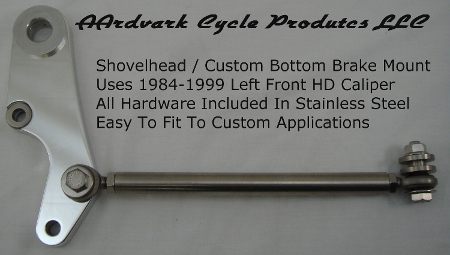 AArdvark Cycle Produtcs LLC
Shovelhead / Custom Bottom Brake Mount
Uses 1984-1999 Left Front HD Caliper
All Hardware Included In Stainless Steel
Easy To Fit To Custom Applications